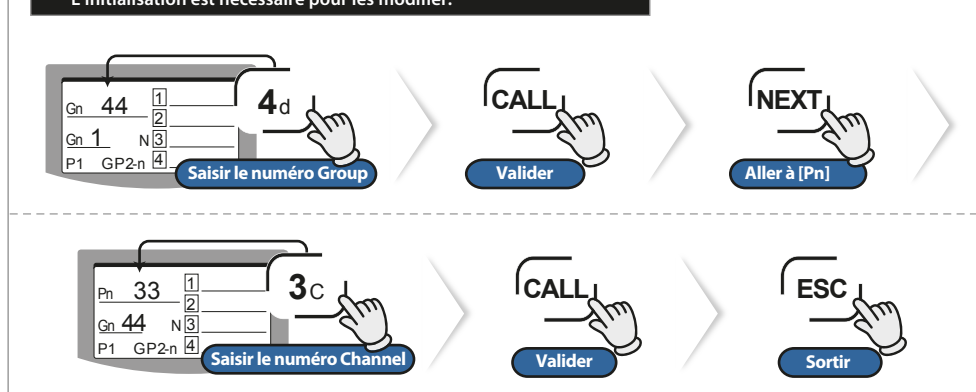 L'initialisation est nécessaire pour les modifier.
Gn 44 1
2
Gn 1 N 3
P1 GP2-n 4
4d
Saisir le numéro Group
CALL
Valider
NEXT
Aller à [Pn]
Pn 33 1
2
Gn 44 N 3
P1 GP2-n 4
3C
Saisir le numéro Channel
CALL
Valider
ESC
Sortir